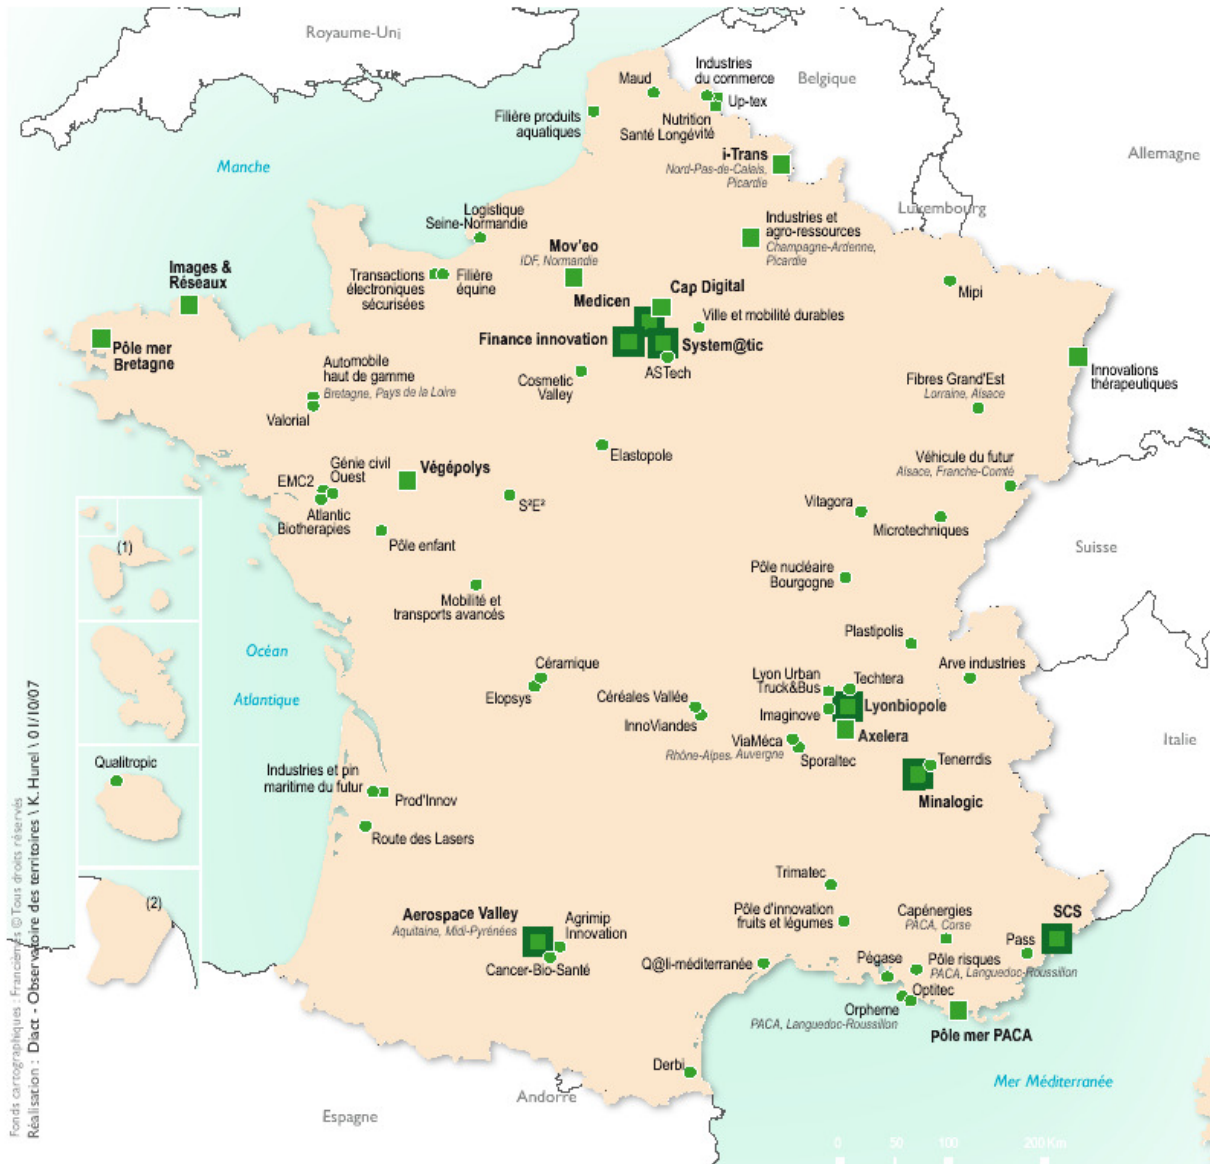 Royaume-Uni
Belgique
Allemagne
Luxembourg
Suisse
Italie
Espagne
Andorre
Manche
Océan
Atlantique
Mer Méditerranée
Maud
Industries
du commerce
Up-tex
Filière produits
aquatiques
Nutrition
Santé Longévité
i-Trans
Nord-Pas-de-Calais,
Picardie
Logistique
Seine-Normandie
Industries et
agro-ressources
Champagne-Ardenne,
Picardie
Mov'eo
IDF, Normandie
Images &
Réseaux
Transactions
électroniques
sécurisées
Filière
équine
Medicen
Cap Digital
Mipi
Ville et mobilité durables
Finance innovation
System@tic
ASTech
Pôle mer
Bretagne
Automobile
haut de gamme
Bretagne, Pays de la Loire
Valorial
Cosmetic
Valley
Innovations
thérapeutiques
Fibres Grand'Est
Lorraine, Alsace
Elastopole
Véhicule du futur
Alsace, Franche-Comté
Génie civil
Ouest
EMC2
Végépolys
Atlantic
Biotherapies
S²E²
Vitagora
Microtechniques
Pôle enfant
Pôle nucléaire
Bourgogne
Mobilité et
transports avancés
Plastipolis
Arve industries
Céramique
Elopsys
Lyon Urban
Truck&Bus
Techtera
Céréales Vallée
InnoViandes
Imaginove
Lyonbiopole
Axelera
ViaMéca
Rhône-Alpes, Auvergne
Sporaltec
Tenerrdis
Minalogic
Industries et pin
maritime du futur
Prod'Innov
Route des Lasers
Trimatec
Aerospace Valley
Aquitaine, Midi-Pyrénées
Agrimip
Innovation
Cancer-Bio-Santé
Pôle d'innovation
fruits et légumes
Capénergies
PACA, Corse
SCS
Pass
Q@li-méditerranée
Pégase
Pôle risques
PACA, Languedoc-Roussillon
Optitec
Orpheme
PACA, Languedoc-Roussillon
Pôle mer PACA
Derbi
(1)
Qualitropic
(2)
0 50 100 200 Km
Fonds cartographiques : Franciernes © Tous droits réservés
Réalisation : Diact - Observatoire des territoires \ K. Hurel \ 01/10/07